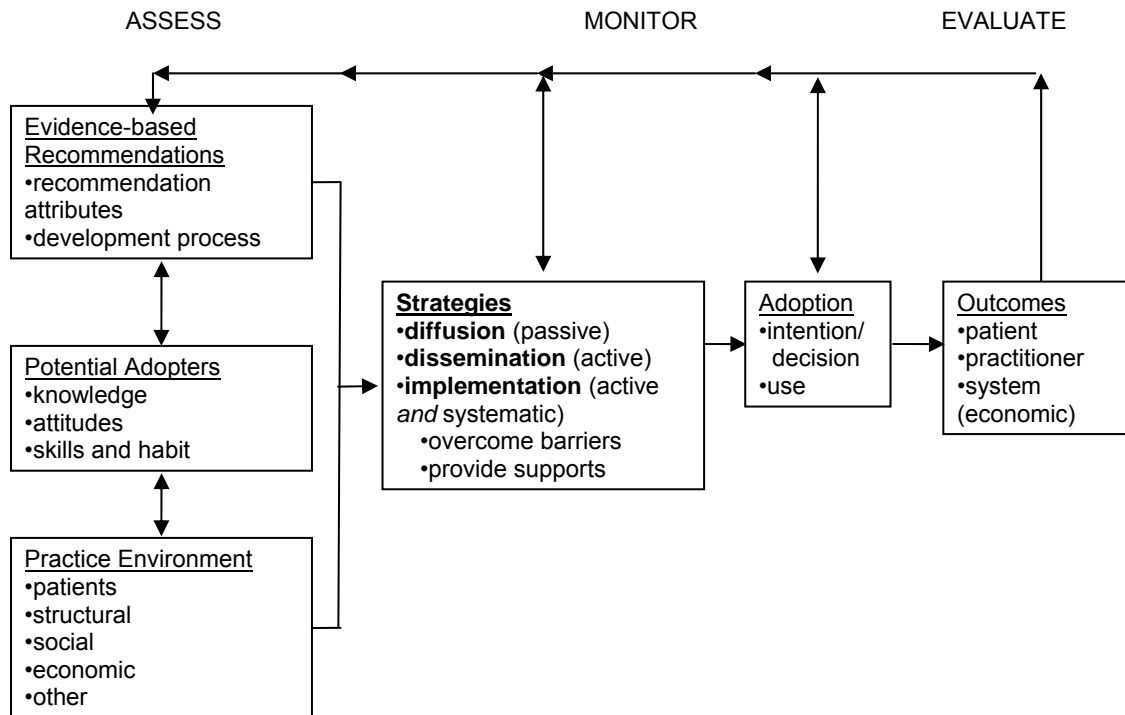 ASSESS MONITOR EVALUATE
Evidence-based
Recommendations
•recommendation
attributes
•development process
Potential Adopters
•knowledge
•attitudes
•skills and habit
Practice Environment
•patients
•structural
•social
•economic
•other
Strategies
•diffusion (passive)
•dissemination (active)
•implementation (active
and systematic)
•overcome barriers
•provide supports
Adoption
•intention/
decision
•use
Outcomes
•patient
•practitioner
•system
(economic)